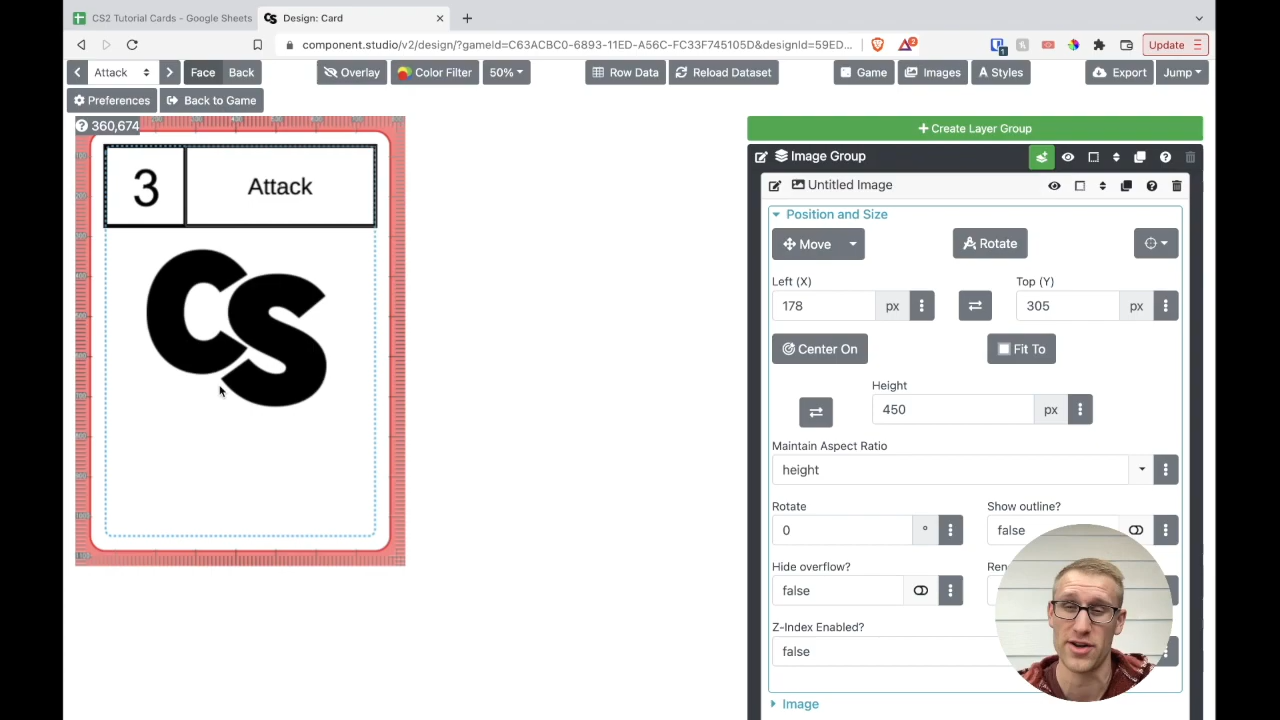 CS2 Tutorial Cards - Google Sheets
Design: Card
component.studio/v2/design/?gameId=C63ACBC0-6893-11ED-A56C-FC33F745105D&designId=59ED...
2
1
Update
Attack
Face
Back
Overlay
Color Filter
50%
Row Data
Reload Dataset
Game
Images
Styles
Export
Jump
Preferences
Back to Game
360,674
3
Attack
CS
Create Layer Group
Image Group
Untitled Image
Position and Size
Move
Rotate
Left (X)
Top (Y)
178
px
305
px
Center On
Fit To
Height
450
px
Maintain Aspect Ratio
height
Rotate
Show outline?
0
°
false
Hide overflow?
false
Z-Index Enabled?
false
Image